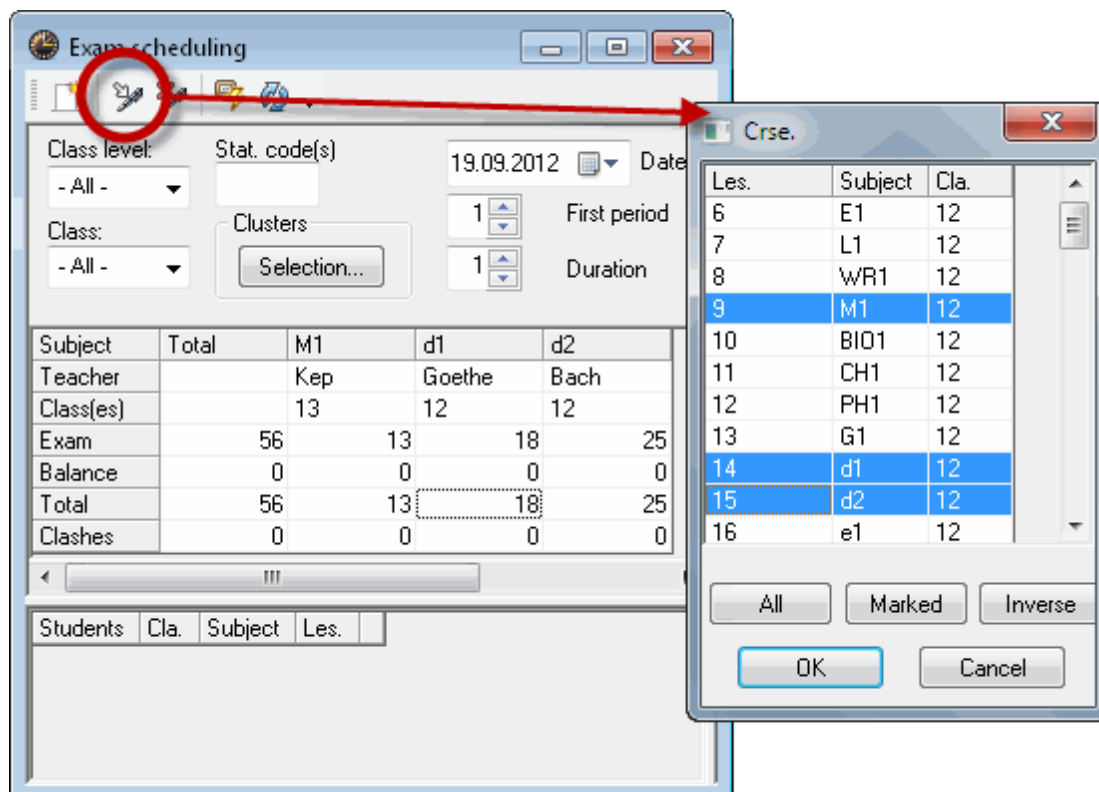 Exam scheduling
Class level:
- All -
Stat. code(s)
19.09.2012
Date
1
First period
Clusters
Class:
- All -
Selection...
1
Duration
Subject Total M1 d1 d2
Teacher Kep Goethe Bach
Class(es) 13 12 12
Exam 56 13 18 25
Balance 0 0 0 0
Total 56 13 18 25
Clashes 0 0 0 0
Students Cla. Subject Les.
Crse.
Les. Subject Cla.
6 E1 12
7 L1 12
8 WR1 12
9 M1 12
10 BIO1 12
11 CH1 12
12 PH1 12
13 G1 12
14 d1 12
15 d2 12
16 e1 12
All Marked Inverse
OK Cancel